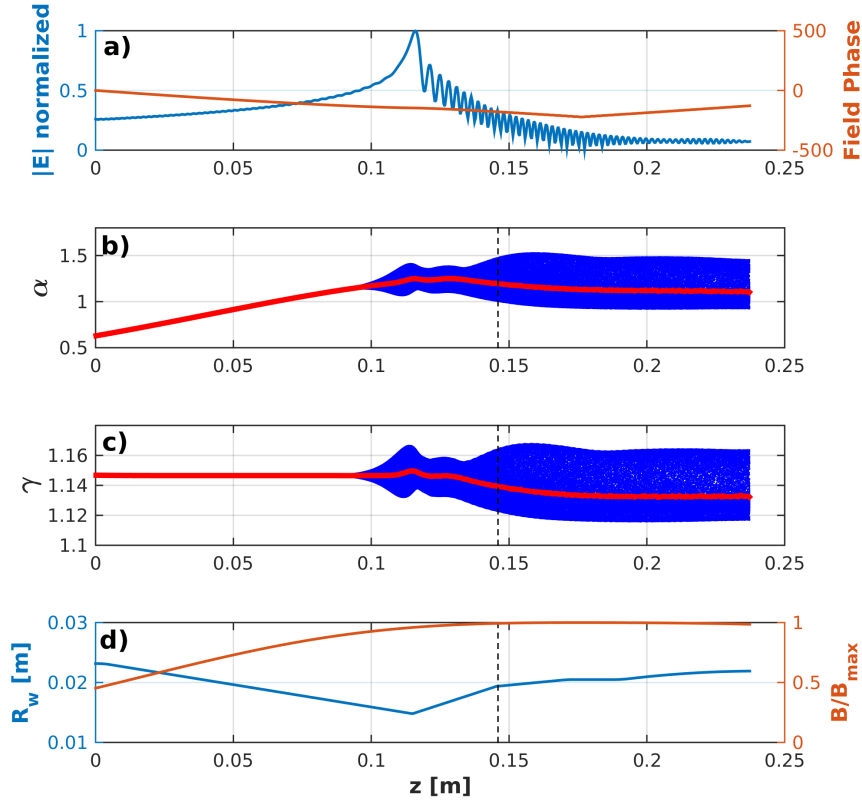 a)
|E| normalized
1
0.5
0
500
0
-500
Field Phase
0 0.05 0.1 0.15 0.2 0.25
b)
α
1.5
1
0.5
0 0.05 0.1 0.15 0.2 0.25
c)
γ
1.16
1.14
1.12
1.1
0 0.05 0.1 0.15 0.2 0.25
d)
R_w [m]
0.03
0.02
0.01
1
0.5
0
B/B_max
0 0.05 0.1 0.15 0.2 0.25
z [m]